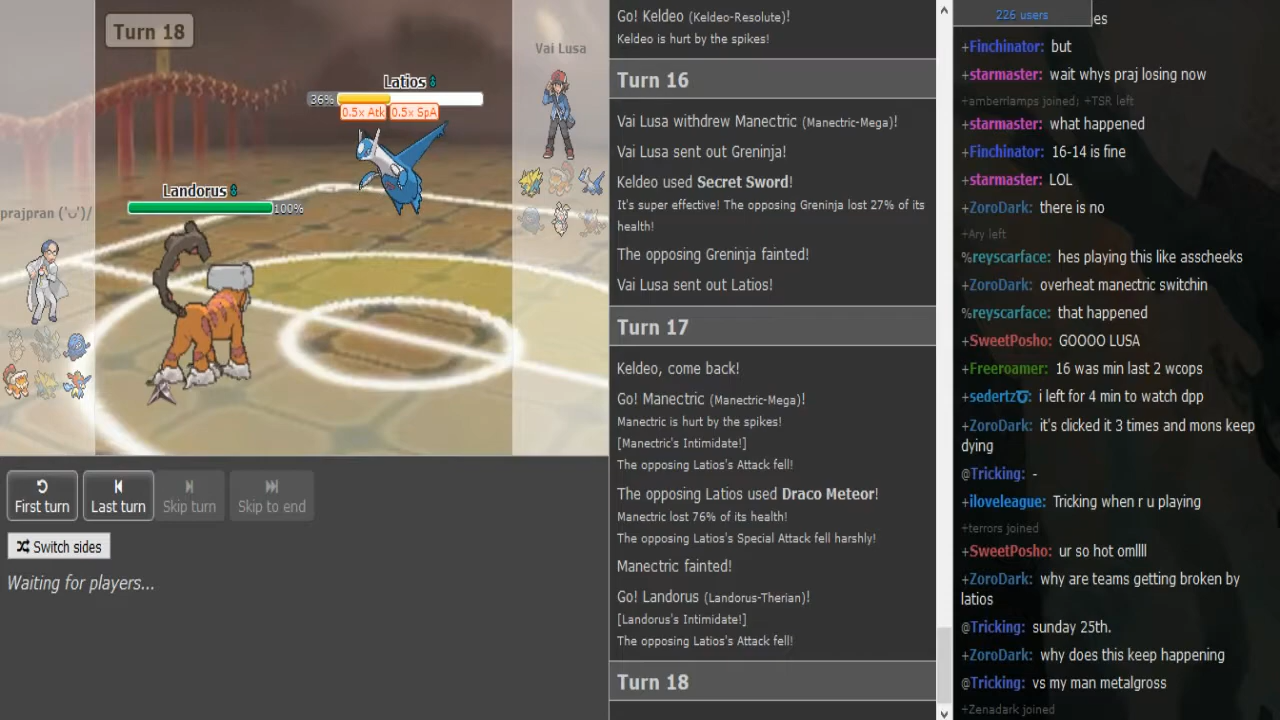 Turn 18
Vai Lusa
Latios
36%
0.5x Atk 0.5x SpA
Landorus
100%
prajpran ('ᴗ')/
First turn
Last turn
Skip turn
Skip to end
Switch sides
Waiting for players...
Go! Keldeo (Keldeo-Resolute)!
Keldeo is hurt by the spikes!
Turn 16
Vai Lusa withdrew Manectric (Manectric-Mega)!
Vai Lusa sent out Greninja!
Keldeo used Secret Sword!
It's super effective! The opposing Greninja lost 27% of its
health!
The opposing Greninja fainted!
Vai Lusa sent out Latios!
Turn 17
Keldeo, come back!
Go! Manectric (Manectric-Mega)!
Manectric is hurt by the spikes!
[Manectric's Intimidate!]
The opposing Latios's Attack fell!
The opposing Latios used Draco Meteor!
Manectric lost 76% of its health!
The opposing Latios's Special Attack fell harshly!
Manectric fainted!
Go! Landorus (Landorus-Therian)!
[Landorus's Intimidate!]
The opposing Latios's Attack fell!
Turn 18
226 users
es
+Finchinator: but
+starmaster: wait whys praj losing now
+amberlamps joined; +TSR left
+starmaster: what happened
+Finchinator: 16-14 is fine
+starmaster: LOL
+ZoroDark: there is no
+Ary left
%reyscarface: hes playing this like asscheeks
+ZoroDark: overheat manectric switchin
%reyscarface: that happened
+SweetPosho: GOOOO LUSA
+Freeroamer: 16 was min last 2 wcops
+sedertz℧: i left for 4 min to watch dpp
+ZoroDark: it's clicked it 3 times and mons keep
dying
@Tricking: -
+iloveleague: Tricking when r u playing
+terrors joined
+SweetPosho: ur so hot omllll
+ZoroDark: why are teams getting broken by
latios
@Tricking: sunday 25th.
+ZoroDark: why does this keep happening
@Tricking: vs my man metalgross
+Zenadark joined